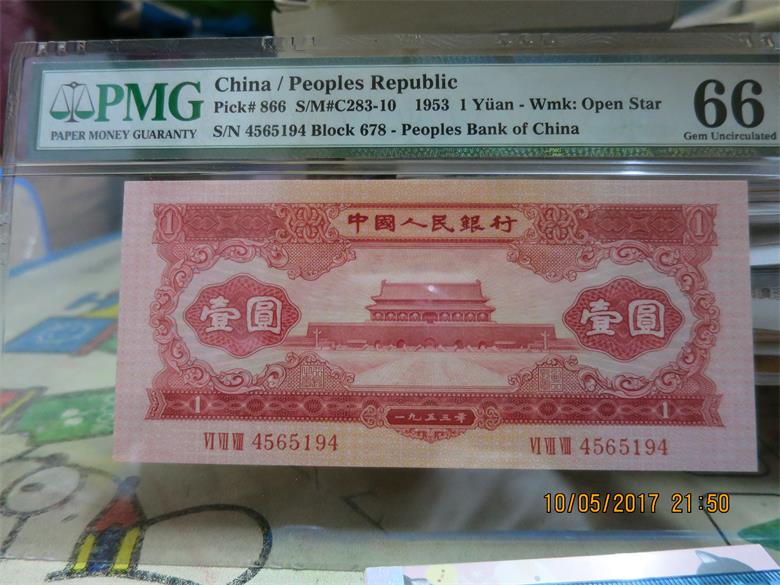 PMG
PAPER MONEY GUARANTY
China / Peoples Republic
Pick# 866 S/M#C283-10 1953 1 Yüan - Wmk: Open Star
S/N 4565194 Block 678 - Peoples Bank of China
66
Gem Uncirculated
1 中國人民銀行 1
壹圓 壹圓
1 一九五三年 1
VI VII VIII 4565194 VI VII VIII 4565194
10/05/2017 21:50